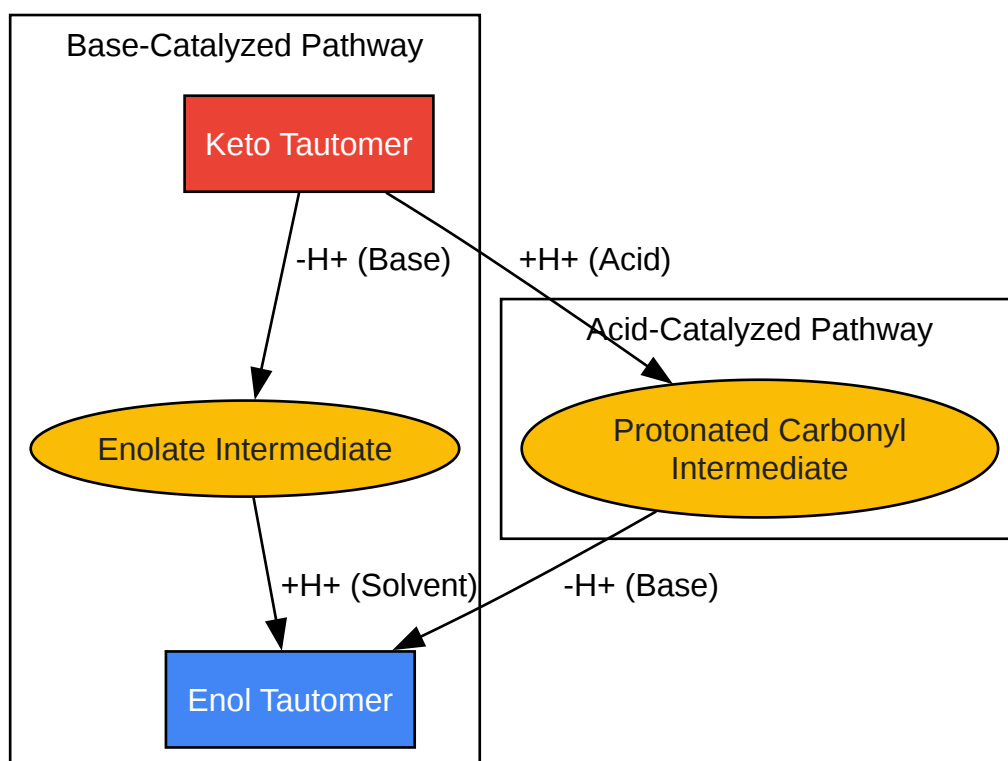 Base-Catalyzed Pathway
Keto Tautomer
-H+ (Base)
+H+ (Acid)
Acid-Catalyzed Pathway
Enolate Intermediate
Protonated Carbonyl
Intermediate
+H+ (Solvent)
-H+ (Base)
Enol Tautomer